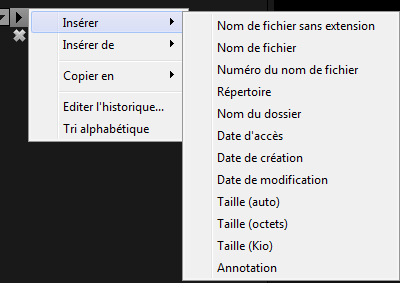 Insérer
Insérer de
Copier en
Editer l'historique...
Tri alphabétique
Nom de fichier sans extension
Nom de fichier
Numéro du nom de fichier
Répertoire
Nom du dossier
Date d'accès
Date de création
Date de modification
Taille (auto)
Taille (octets)
Taille (Kio)
Annotation